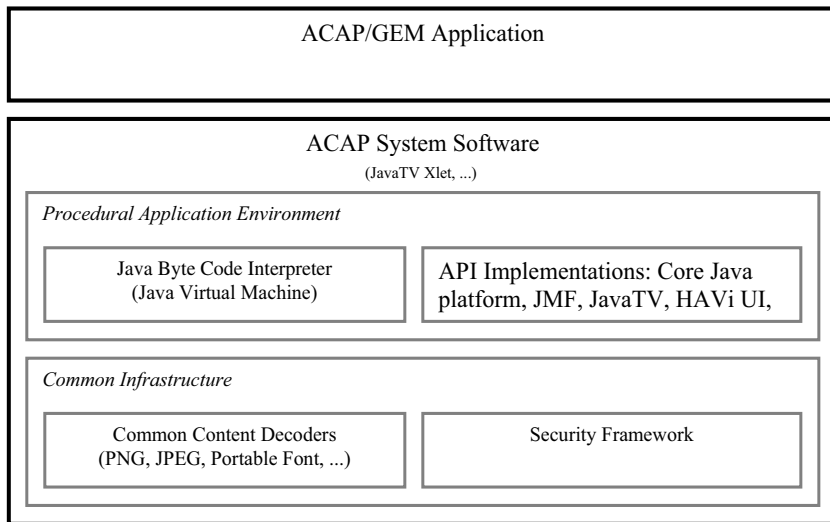 ACAP/GEM Application
ACAP System Software
(JavaTV Xlet, ...)
Procedural Application Environment
Java Byte Code Interpreter
(Java Virtual Machine)
API Implementations: Core Java
platform, JMF, JavaTV, HAVi UI,
Common Infrastructure
Common Content Decoders
(PNG, JPEG, Portable Font, ...)
Security Framework